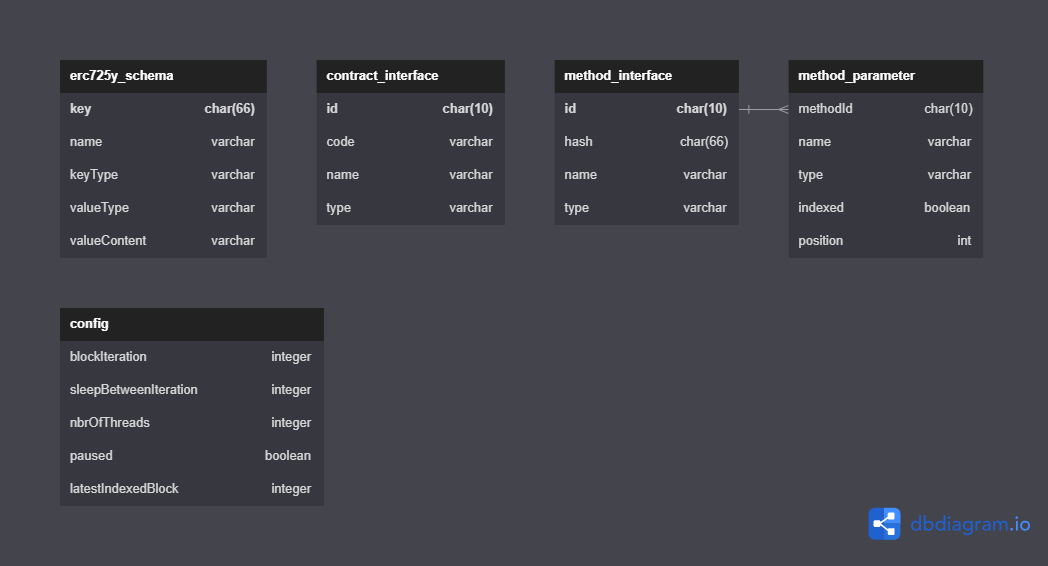 erc725y_schema
key char(66)
name varchar
keyType varchar
valueType varchar
valueContent varchar
contract_interface
id char(10)
code varchar
name varchar
type varchar
method_interface
id char(10)
hash char(66)
name varchar
type varchar
method_parameter
methodId char(10)
name varchar
type varchar
indexed boolean
position int
config
blockIteration integer
sleepBetweenIteration integer
nbrOfThreads integer
paused boolean
latestIndexedBlock integer
dbdiagram.io